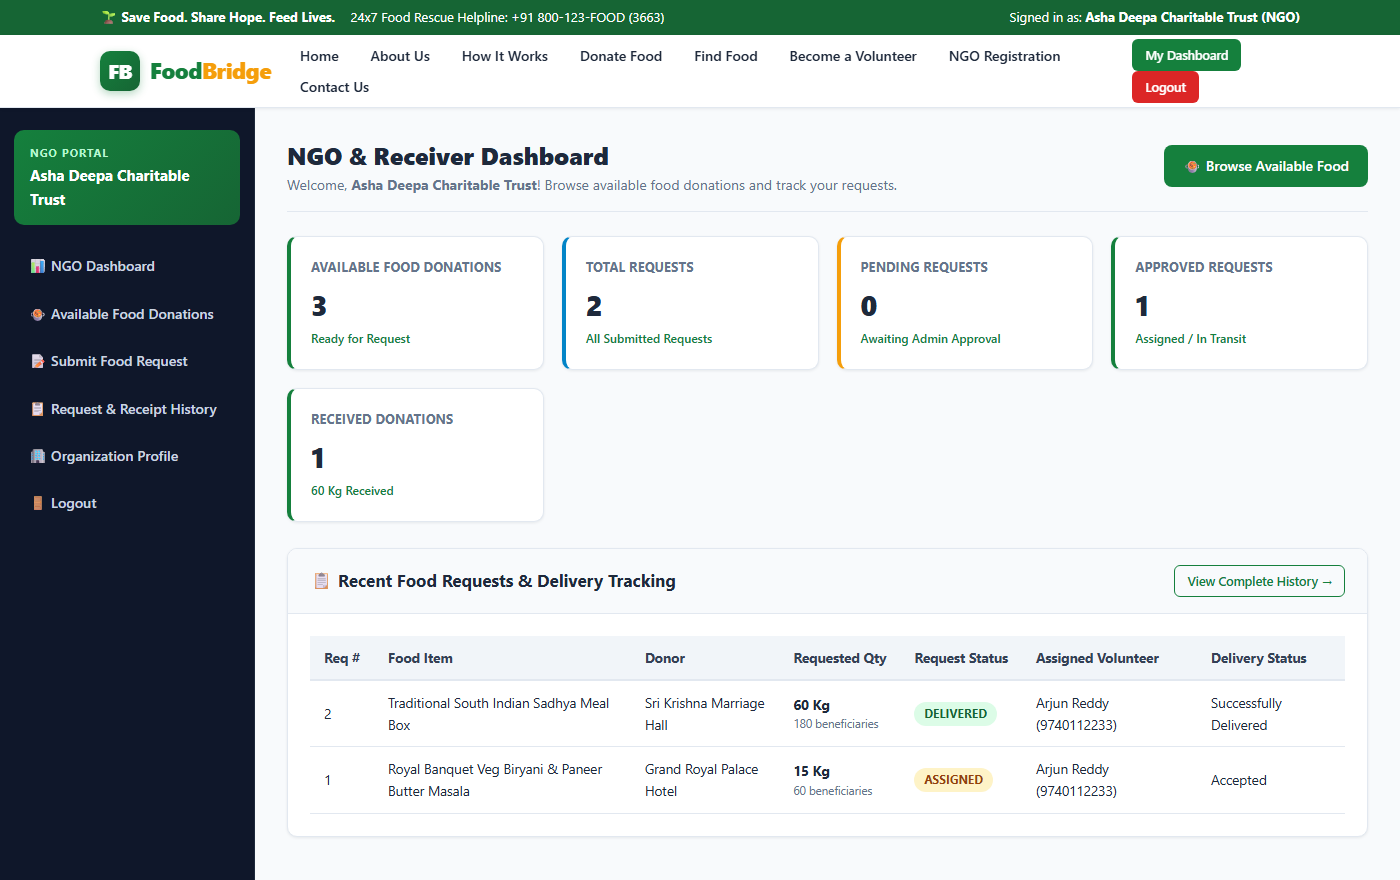 Save Food. Share Hope. Feed Lives. 24x7 Food Rescue Helpline: +91 800-123-FOOD (3663) Signed in as: Asha Deepa Charitable Trust (NGO)
FB FoodBridge
Home About Us How It Works Donate Food Find Food Become a Volunteer NGO Registration
Contact Us
My Dashboard
Logout
NGO PORTAL
Asha Deepa Charitable
Trust
NGO Dashboard
Available Food Donations
Submit Food Request
Request & Receipt History
Organization Profile
Logout
NGO & Receiver Dashboard
Welcome, Asha Deepa Charitable Trust! Browse available food donations and track your requests.
Browse Available Food
AVAILABLE FOOD DONATIONS
3
Ready for Request
TOTAL REQUESTS
2
All Submitted Requests
PENDING REQUESTS
0
Awaiting Admin Approval
APPROVED REQUESTS
1
Assigned / In Transit
RECEIVED DONATIONS
1
60 Kg Received
Recent Food Requests & Delivery Tracking
View Complete History →
Req # Food Item Donor Requested Qty Request Status Assigned Volunteer Delivery Status
2
Traditional South Indian Sadhya Meal
Box
Sri Krishna Marriage
Hall
60 Kg
180 beneficiaries
DELIVERED
Arjun Reddy
(9740112233)
Successfully
Delivered
1
Royal Banquet Veg Biryani & Paneer
Butter Masala
Grand Royal Palace
Hotel
15 Kg
60 beneficiaries
ASSIGNED
Arjun Reddy
(9740112233)
Accepted